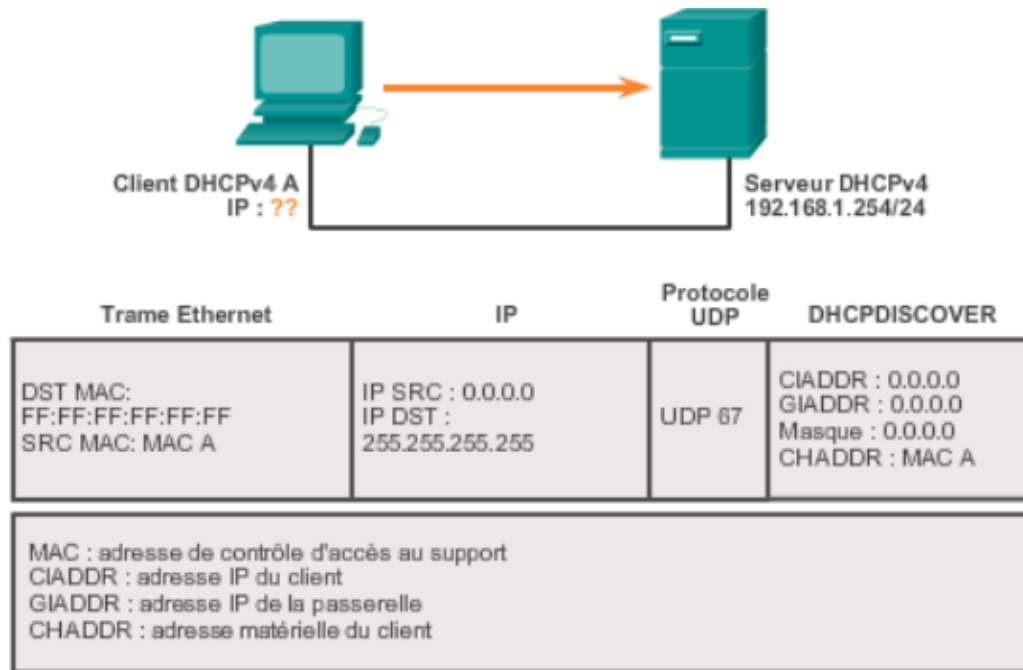 Client DHCPv4 A
IP : ??
Serveur DHCPv4
192.168.1.254/24
Trame Ethernet
IP
Protocole
UDP
DHCPDISCOVER
DST MAC:
FF:FF:FF:FF:FF:FF
SRC MAC: MAC A
IP SRC : 0.0.0.0
IP DST :
255.255.255.255
UDP 67
CIADDR : 0.0.0.0
GIADDR : 0.0.0.0
Masque : 0.0.0.0
CHADDR : MAC A
MAC : adresse de contrôle d'accès au support
CIADDR : adresse IP du client
GIADDR : adresse IP de la passerelle
CHADDR : adresse matérielle du client